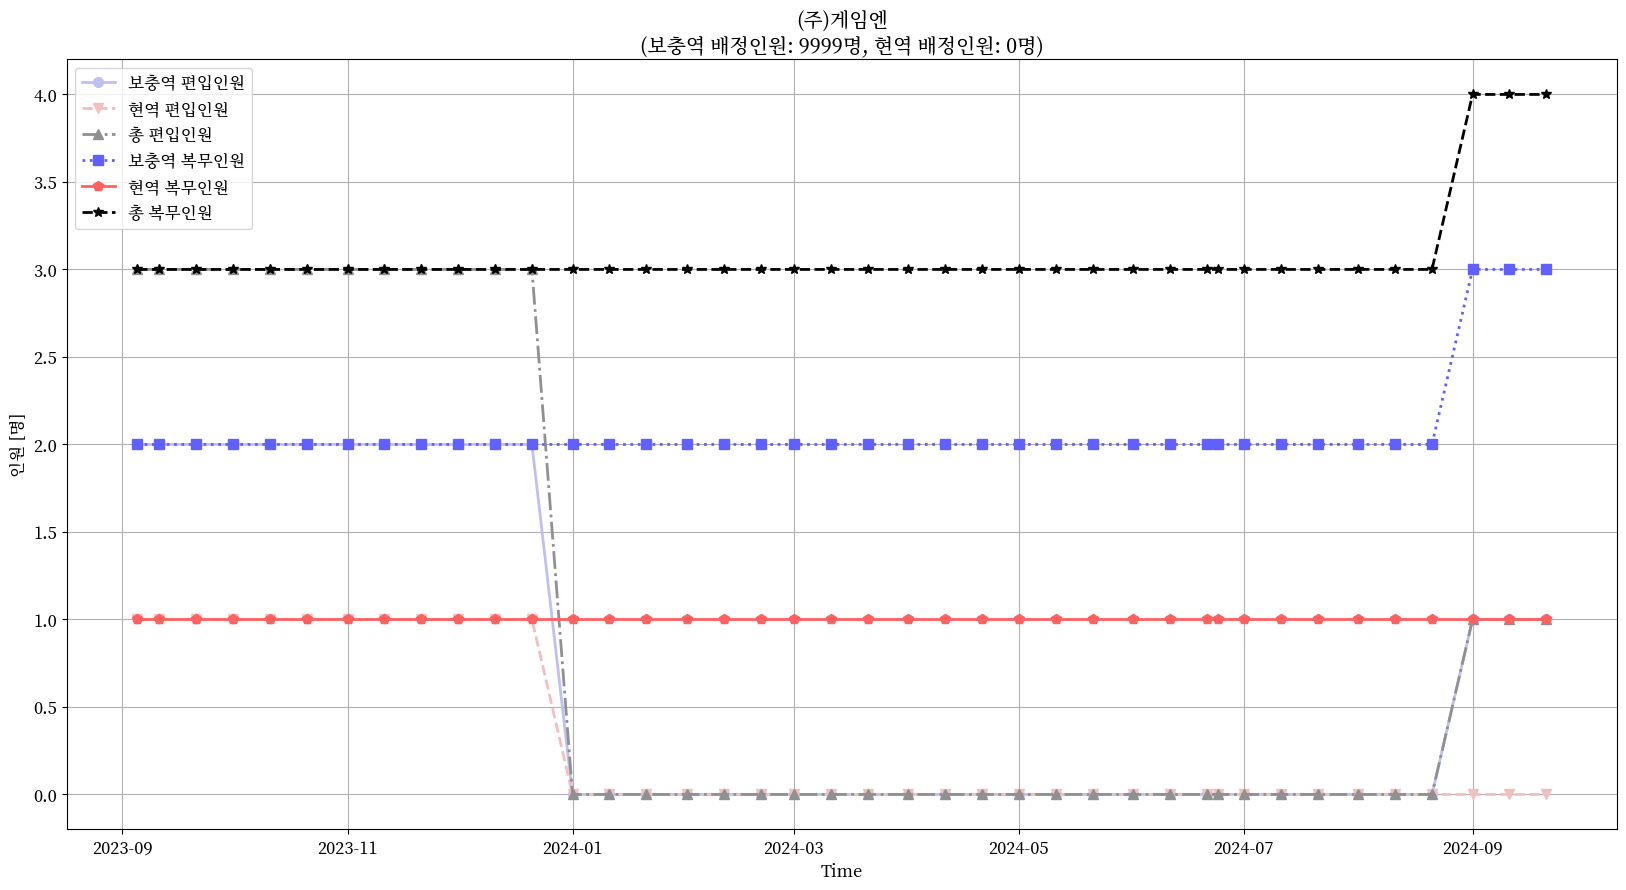 (주)게임엔
(보충역 배정인원: 9999명, 현역 배정인원: 0명)
보충역 편입인원
현역 편입인원
총 편입인원
보충역 복무인원
현역 복무인원
총 복무인원
4.0
3.5
3.0
2.5
2.0
1.5
1.0
0.5
0.0
인원 [명]
2023-09 2023-11 2024-01 2024-03 2024-05 2024-07 2024-09
Time